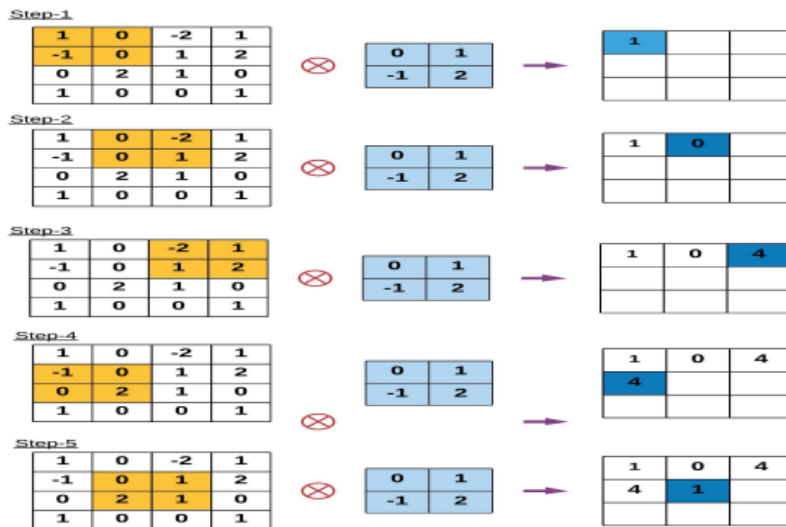 Step-1
1 0 -2 1
-1 0 1 2 0 1 1
0 2 1 0 -1 2
1 0 0 1
Step-2
1 0 -2 1 1 0
-1 0 1 2 0 1
0 2 1 0 -1 2
1 0 0 1
Step-3
1 0 -2 1 1 0 4
-1 0 1 2 0 1
0 2 1 0 -1 2
1 0 0 1
Step-4
1 0 -2 1 1 0 4
-1 0 1 2 0 1 4
0 2 1 0 -1 2
1 0 0 1
Step-5
1 0 -2 1 1 0 4
-1 0 1 2 0 1 4 1
0 2 1 0 -1 2
1 0 0 1